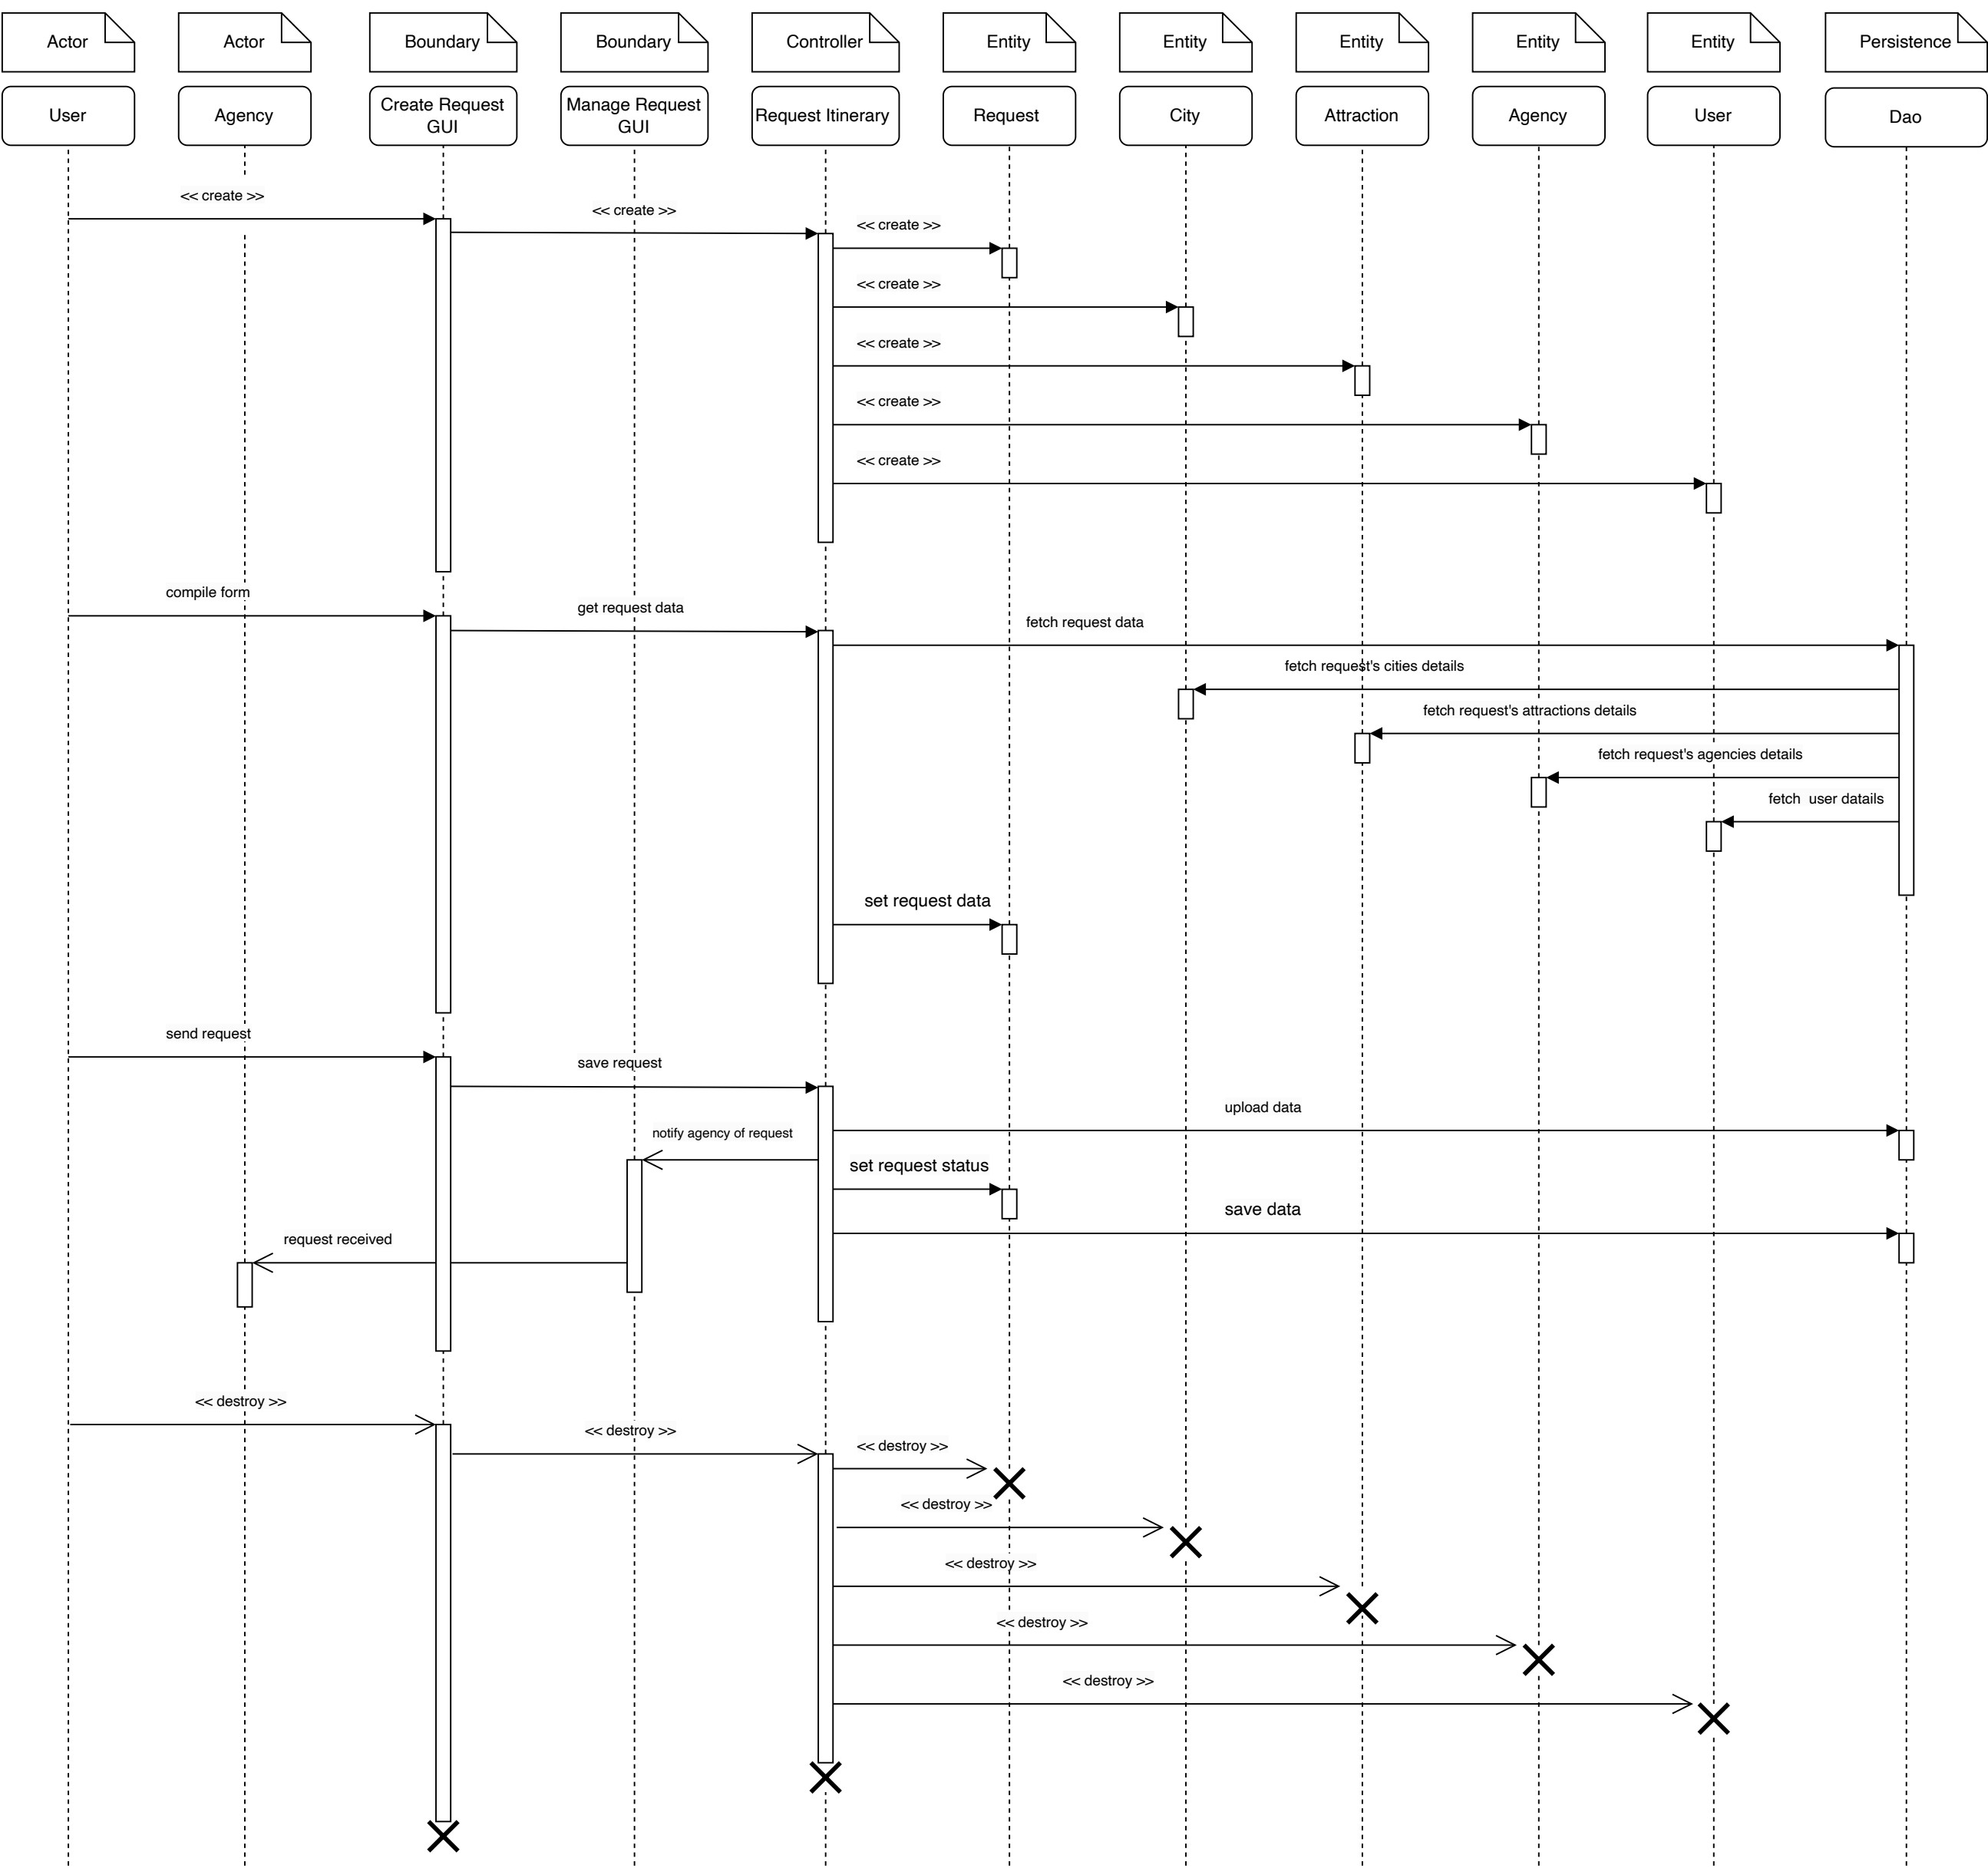 Actor
Actor
Boundary
Boundary
Controller
Entity
Entity
Entity
Entity
Entity
Persistence
User
Agency
Create Request
GUI
Manage Request
GUI
Request Itinerary
Request
City
Attraction
Agency
User
Dao
<< create >>
<< create >>
<< create >>
<< create >>
<< create >>
<< create >>
<< create >>
compile form
get request data
fetch request data
fetch request's cities details
fetch request's attractions details
fetch request's agencies details
fetch  user datails
set request data
send request
save request
upload data
notify agency of request
set request status
save data
request received
<< destroy >>
<< destroy >>
<< destroy >>
<< destroy >>
<< destroy >>
<< destroy >>
<< destroy >>